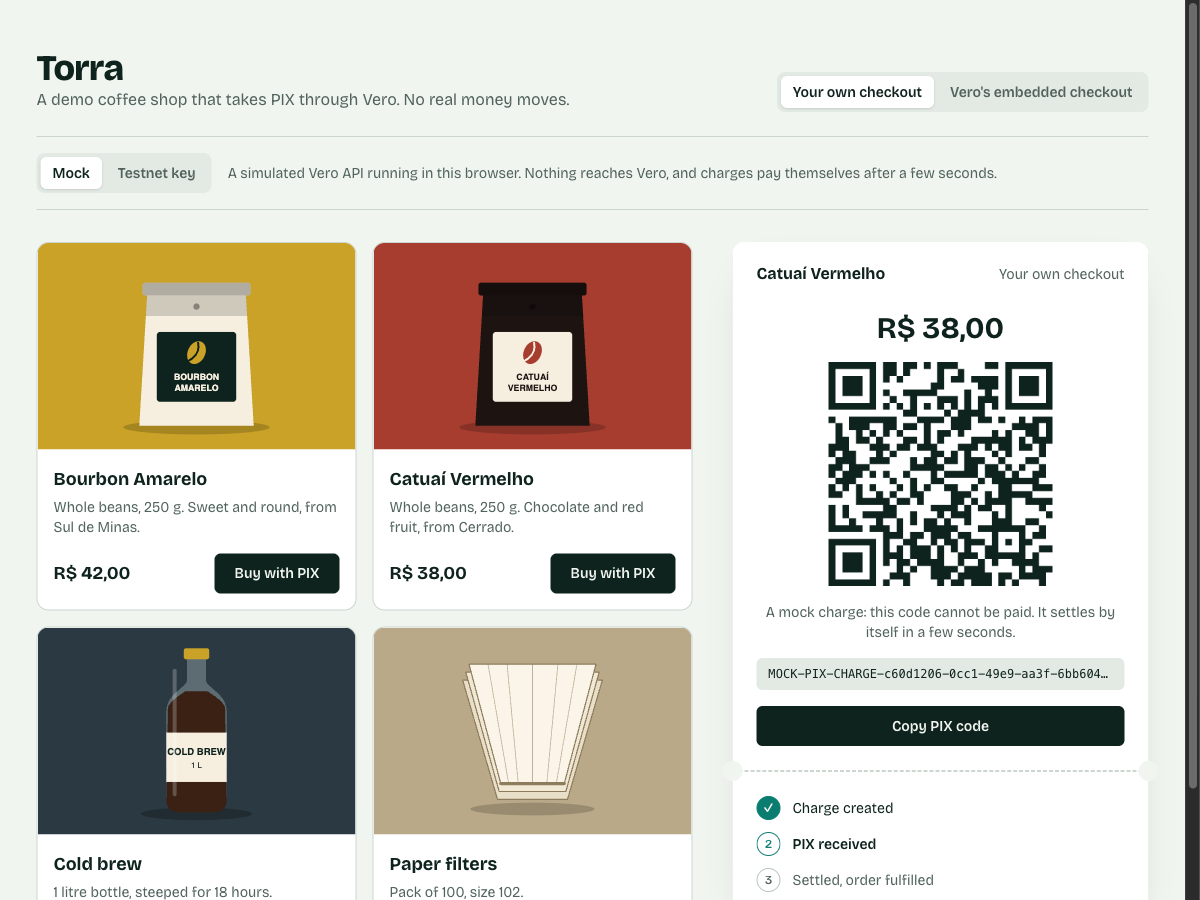 Torra
A demo coffee shop that takes PIX through Vero. No real money moves.
Your own checkout
Vero's embedded checkout
Mock
Testnet key
A simulated Vero API running in this browser. Nothing reaches Vero, and charges pay themselves after a few seconds.
BOURBON
AMARELO
Bourbon Amarelo
Whole beans, 250 g. Sweet and round, from
Sul de Minas.
R$ 42,00
Buy with PIX
CATUAÍ
VERMELHO
Catuaí Vermelho
Whole beans, 250 g. Chocolate and red
fruit, from Cerrado.
R$ 38,00
Buy with PIX
COLD BREW
1 L
Cold brew
1 litre bottle, steeped for 18 hours.
Paper filters
Pack of 100, size 102.
Catuaí Vermelho
Your own checkout
R$ 38,00
A mock charge: this code cannot be paid. It settles by
itself in a few seconds.
MOCK-PIX-CHARGE-c60d1206-0cc1-49e9-aa3f-6bb604…
Copy PIX code
Charge created
2
PIX received
3
Settled, order fulfilled